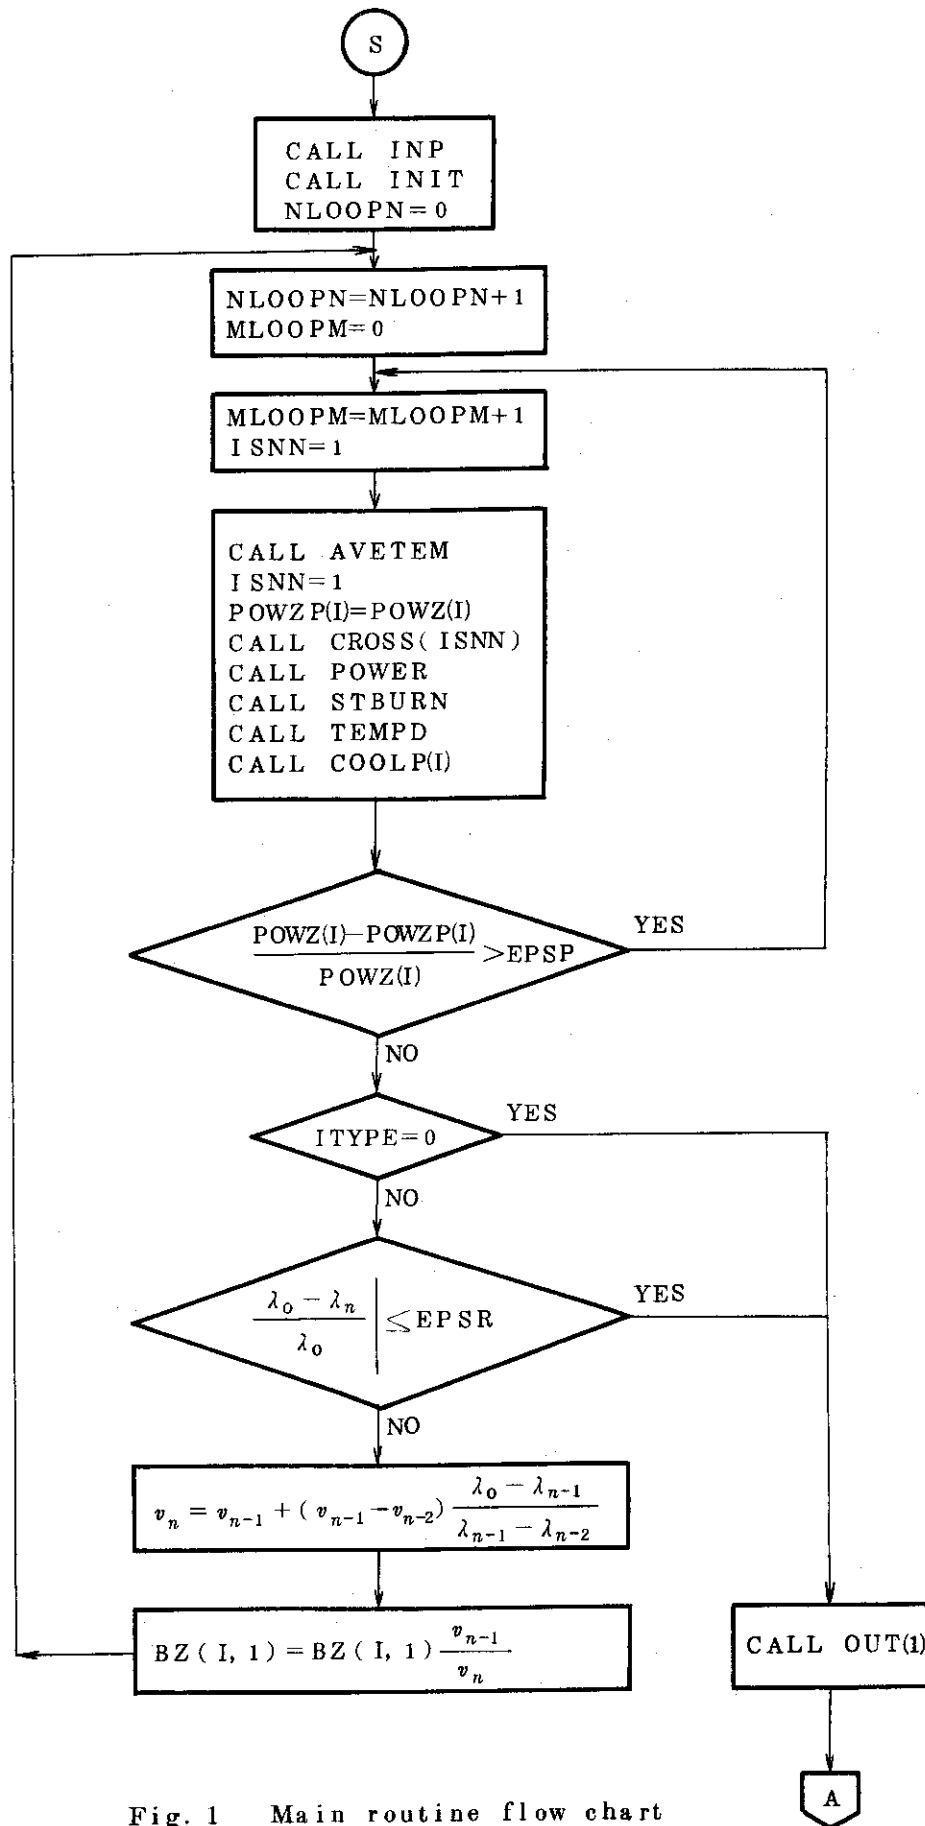 S
CALL INP
CALL INIT
NLOOPN=0
NLOOPN=NLOOPN+1
MLOOPM=0
MLOOPM=MLOOPM+1
ISNN=1
CALL AVETEM
ISNN=1
POWZP(I)=POWZ(I)
CALL CROSS(ISNN)
CALL POWER
CALL STBURN
CALL TEMPD
CALL COOLP(I)
POWZ(I)−POWZP(I)
>EPSP
POWZ(I)
YES
NO
ITYPE=0
YES
NO
λ₀ − λₙ
λ₀
| ≤EPSR
YES
NO
vₙ = vₙ₋₁ + (vₙ₋₁ − vₙ₋₂) (λ₀ − λₙ₋₁)/(λₙ₋₁ − λₙ₋₂)
BZ(I,1)=BZ(I,1) vₙ₋₁/vₙ
CALL OUT(1)
A
Fig. 1 Main routine flow chart